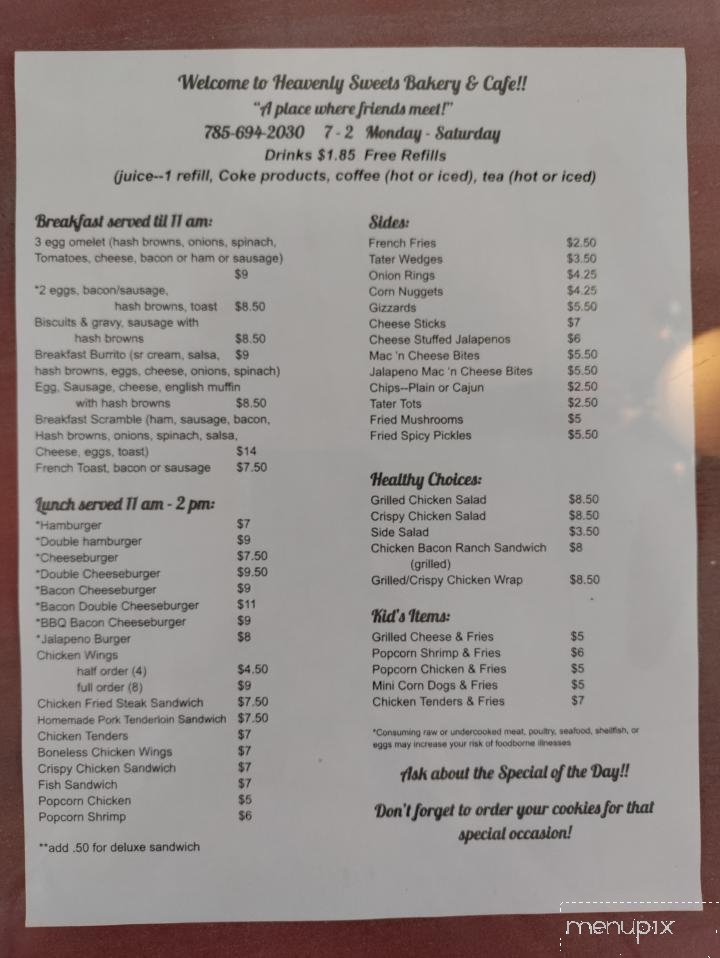 Welcome to Heavenly Sweets Bakery & Cafe!!
"A place where friends meet!"
785-694-2030 7 - 2 Monday - Saturday
Drinks $1.85 Free Refills
(juice--1 refill, Coke products, coffee (hot or iced), tea (hot or iced)
Breakfast served til 11 am:
3 egg omelet (hash browns, onions, spinach,
Tomatoes, cheese, bacon or ham or sausage)
$9
*2 eggs, bacon/sausage,
hash browns, toast $8.50
Biscuits & gravy, sausage with
hash browns $8.50
Breakfast Burrito (sr cream, salsa, $9
hash browns, eggs, cheese, onions, spinach)
Egg, Sausage, cheese, english muffin
with hash browns $8.50
Breakfast Scramble (ham, sausage, bacon,
Hash browns, onions, spinach, salsa,
Cheese, eggs, toast) $14
French Toast, bacon or sausage $7.50
Lunch served 11 am - 2 pm:
*Hamburger $7
*Double hamburger $9
*Cheeseburger $7.50
*Double Cheeseburger $9.50
*Bacon Cheeseburger $9
*Bacon Double Cheeseburger $11
*BBQ Bacon Cheeseburger $9
*Jalapeno Burger $8
Chicken Wings
half order (4) $4.50
full order (8) $9
Chicken Fried Steak Sandwich $7.50
Homemade Pork Tenderloin Sandwich $7.50
Chicken Tenders $7
Boneless Chicken Wings $7
Crispy Chicken Sandwich $7
Fish Sandwich $7
Popcorn Chicken $5
Popcorn Shrimp $6
**add .50 for deluxe sandwich
Sides:
French Fries $2.50
Tater Wedges $3.50
Onion Rings $4.25
Corn Nuggets $4.25
Gizzards $5.50
Cheese Sticks $7
Cheese Stuffed Jalapenos $6
Mac 'n Cheese Bites $5.50
Jalapeno Mac 'n Cheese Bites $5.50
Chips--Plain or Cajun $2.50
Tater Tots $2.50
Fried Mushrooms $5
Fried Spicy Pickles $5.50
Healthy Choices:
Grilled Chicken Salad $8.50
Crispy Chicken Salad $8.50
Side Salad $3.50
Chicken Bacon Ranch Sandwich $8
(grilled)
Grilled/Crispy Chicken Wrap $8.50
Kid's Items:
Grilled Cheese & Fries $5
Popcorn Shrimp & Fries $6
Popcorn Chicken & Fries $5
Mini Corn Dogs & Fries $5
Chicken Tenders & Fries $7
*Consuming raw or undercooked meat, poultry, seafood, shellfish, or
eggs may increase your risk of foodborne illnesses
Ask about the Special of the Day!!
Don't forget to order your cookies for that
special occasion!
menupix